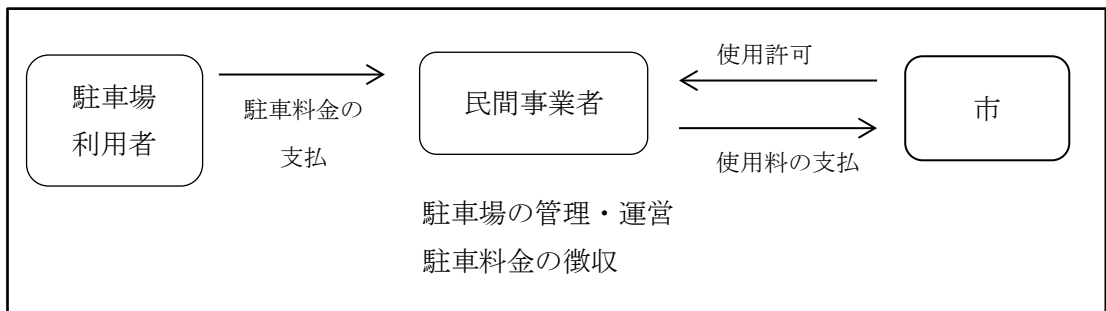 駐車場
利用者
駐車料金の
支払
民間事業者
駐車場の管理・運営
駐車料金の徴収
使用許可
使用料の支払
市